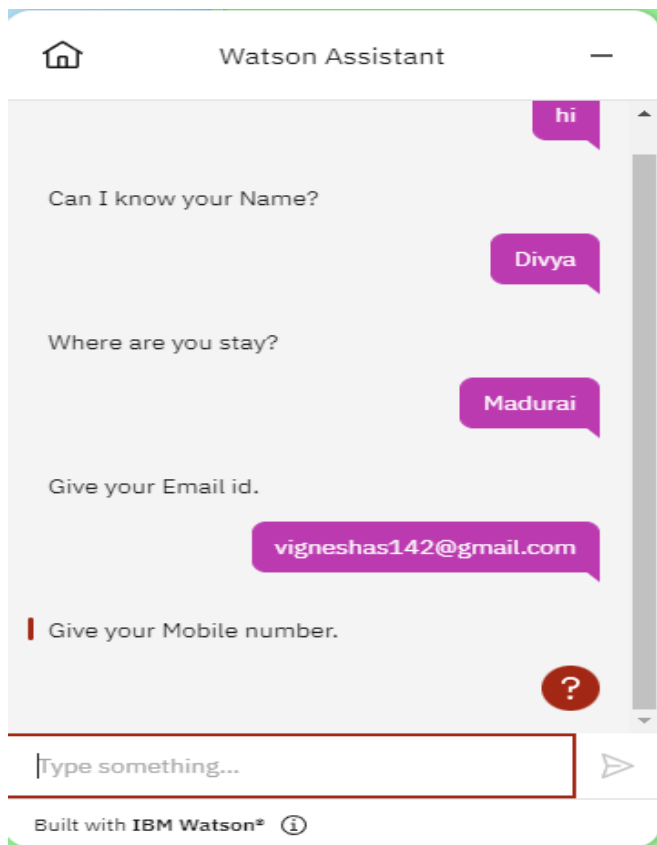 Watson Assistant
hi
Can I know your Name?
Divya
Where are you stay?
Madurai
Give your Email id.
vigneshas142@gmail.com
Give your Mobile number.
?
Type something...
Built with IBM Watson®